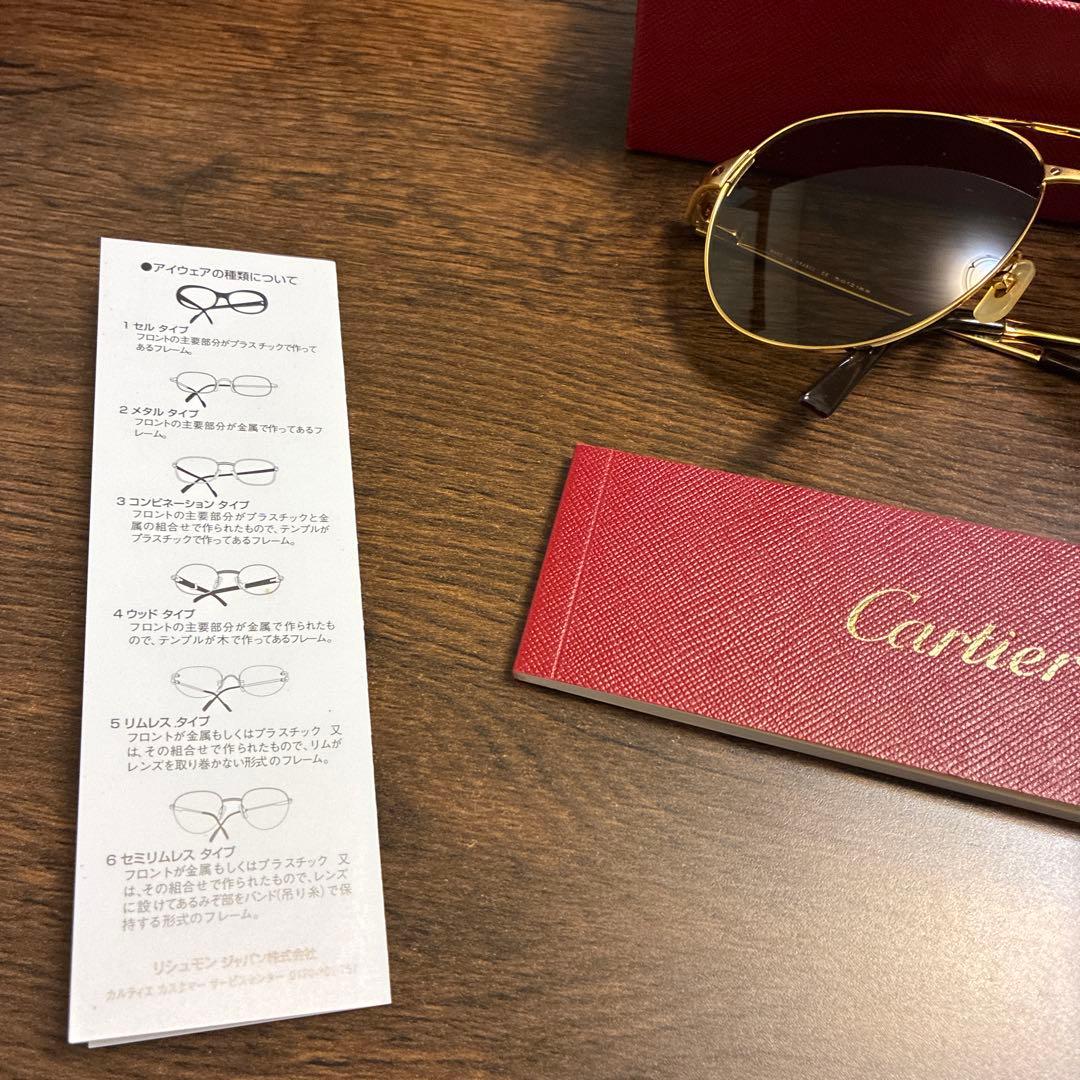 ●アイウェアの種類について
1 セル タイプ
フロントの主要部分がプラスチックで作って
あるフレーム。
2 メタル タイプ
フロントの主要部分が金属で作ってあるフ
レーム。
3 コンビネーション タイプ
フロントの主要部分がプラスチックと金
属の組合せで作られたもので、テンプルが
プラスチックで作ってあるフレーム。
4 ウッド タイプ
フロントの主要部分が金属で作られたも
ので、テンプルが木で作ってあるフレーム。
5 リムレス タイプ
フロントが金属もしくはプラスチック 又
は、その組合せで作られたもので、リムが
レンズを取り巻かない形式のフレーム。
6 セミリムレス タイプ
フロントが金属もしくはプラスチック 又
は、その組合せで作られたもので、レンズ
に設けてあるみぞ部をバンド(吊り糸)で保
持する形式のフレーム。
リシュモン ジャパン株式会社
カルティエ カスタマー サービスセンター
Cartier